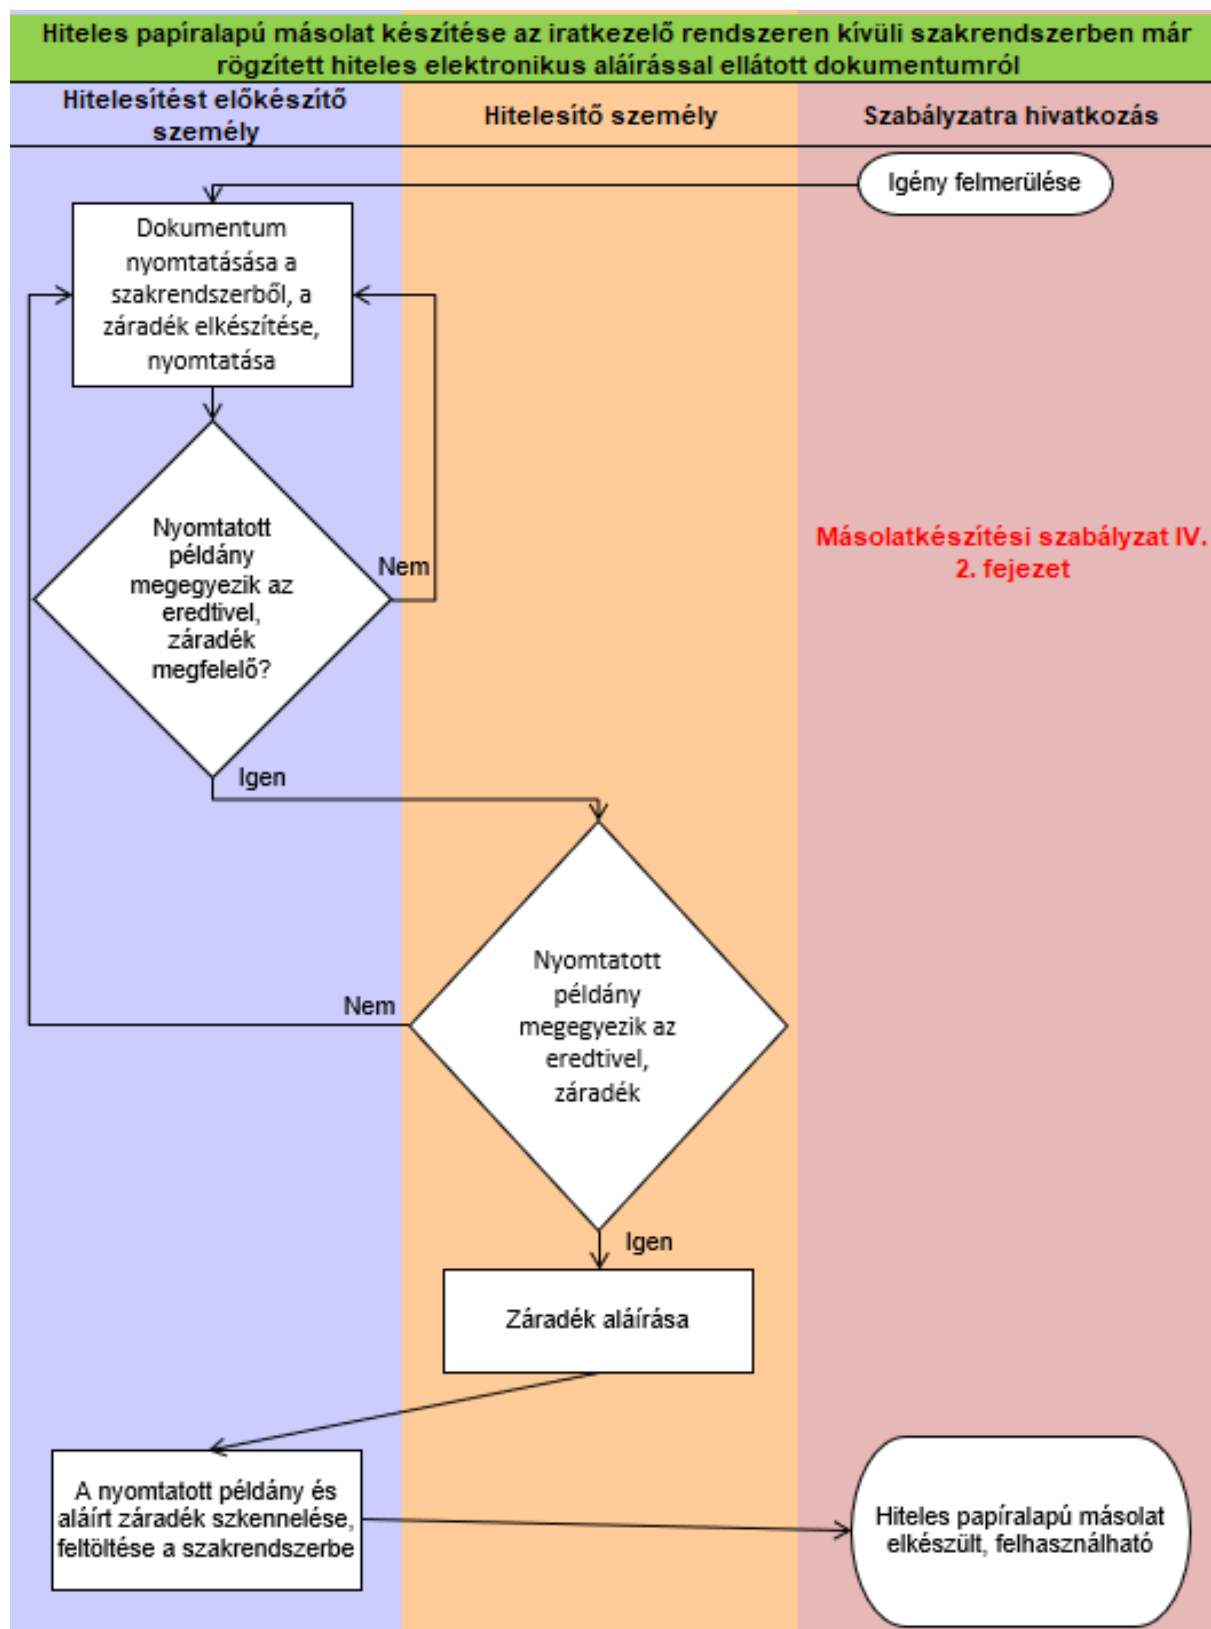 Hiteles papíralapú másolat készítése az iratkezelő rendszeren kívüli szakrendszerben már
rögzített hiteles elektronikus aláírással ellátott dokumentumról
Hitelesítést előkészítő
személy
Hitelesítő személy
Szabályzatra hivatkozás
Igény felmerülése
Dokumentum
nyomtatásása a
szakrendszerből, a
záradék elkészítése,
nyomtatása
Nyomtatott
példány
megegyezik az
eredtivel,
záradék
megfelelő?
Nem
Másolatkészítési szabályzat IV.
2. fejezet
Igen
Nyomtatott
példány
megegyezik az
eredtivel,
záradék
Nem
Igen
Záradék aláírása
A nyomtatott példány és
aláírt záradék szkennelése,
feltöltése a szakrendszerbe
Hiteles papíralapú másolat
elkészült, felhasználható